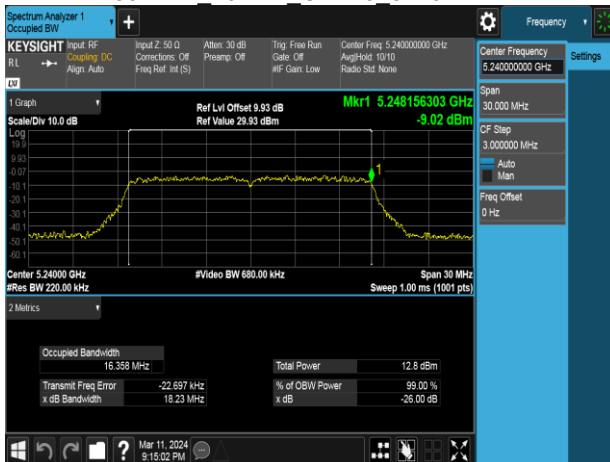 Spectrum Analyzer 1
Occupied BW
Frequency
KEYSIGHT
RL
LXI
Input: RF
Coupling: DC
Align: Auto
Input Z: 50 Ω
Corrections: Off
Freq Ref: Int (S)
Atten: 30 dB
Preamp: Off
Trig: Free Run
Gate: Off
#IF Gain: Low
Center Freq: 5.240000000 GHz
Avg|Hold: 10/10
Radio Std: None
Center Frequency
5.240000000 GHz
Settings
Span
30.000 MHz
CF Step
3.000000 MHz
Auto
Man
Freq Offset
0 Hz
1 Graph
Scale/Div 10.0 dB
Ref Lvl Offset 9.93 dB
Ref Value 29.93 dBm
Mkr1 5.248156303 GHz
-9.02 dBm
Log
19.9
9.93
-0.07
-10.1
-20.1
-30.1
-40.1
-50.1
-60.1
1
Center 5.24000 GHz
#Res BW 220.00 kHz
#Video BW 680.00 kHz
Span 30 MHz
Sweep 1.00 ms (1001 pts)
2 Metrics
Occupied Bandwidth
16.358 MHz
Total Power 12.8 dBm
Transmit Freq Error -22.697 kHz
% of OBW Power 99.00 %
x dB Bandwidth 18.23 MHz
x dB -26.00 dB
Mar 11, 2024
9:15:02 PM